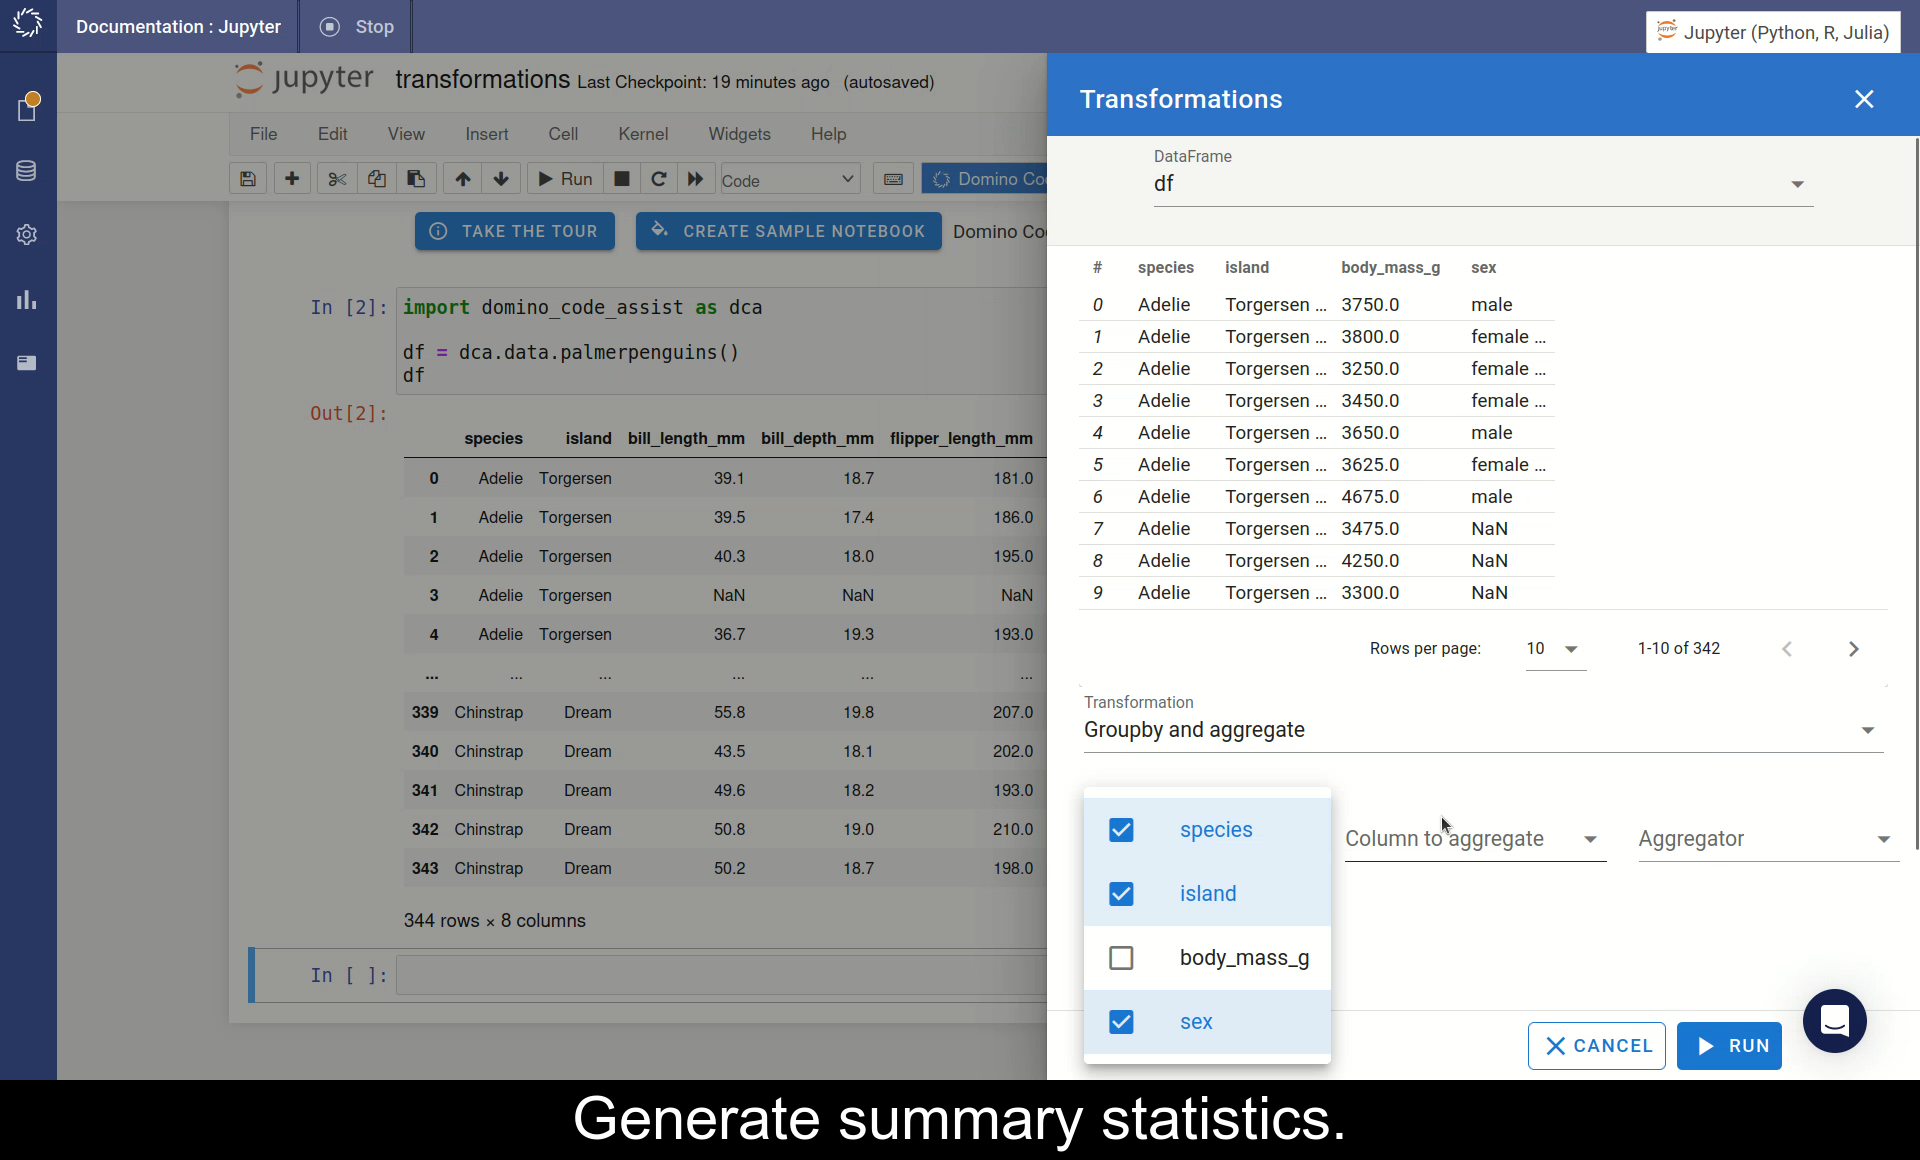 Documentation : Jupyter
Stop
Jupyter (Python, R, Julia)
jupyter transformations Last Checkpoint: 19 minutes ago (autosaved)
File Edit View Insert Cell Kernel Widgets Help
Run Code Domino Co
TAKE THE TOUR CREATE SAMPLE NOTEBOOK Domino Co
In [2]: import domino_code_assist as dca
df = dca.data.palmerpenguins()
df
Out[2]:
species island bill_length_mm bill_depth_mm flipper_length_mm
0 Adelie Torgersen 39.1 18.7 181.0
1 Adelie Torgersen 39.5 17.4 186.0
2 Adelie Torgersen 40.3 18.0 195.0
3 Adelie Torgersen NaN NaN NaN
4 Adelie Torgersen 36.7 19.3 193.0
... ... ... ... ... ...
339 Chinstrap Dream 55.8 19.8 207.0
340 Chinstrap Dream 43.5 18.1 202.0
341 Chinstrap Dream 49.6 18.2 193.0
342 Chinstrap Dream 50.8 19.0 210.0
343 Chinstrap Dream 50.2 18.7 198.0
344 rows × 8 columns
In [ ]:
Transformations
DataFrame
df
# species island body_mass_g sex
0 Adelie Torgersen ... 3750.0 male
1 Adelie Torgersen ... 3800.0 female ...
2 Adelie Torgersen ... 3250.0 female ...
3 Adelie Torgersen ... 3450.0 female ...
4 Adelie Torgersen ... 3650.0 male
5 Adelie Torgersen ... 3625.0 female ...
6 Adelie Torgersen ... 4675.0 male
7 Adelie Torgersen ... 3475.0 NaN
8 Adelie Torgersen ... 4250.0 NaN
9 Adelie Torgersen ... 3300.0 NaN
Rows per page: 10 1-10 of 342
Transformation
Groupby and aggregate
species
island
body_mass_g
sex
Column to aggregate
Aggregator
CANCEL
RUN
Generate summary statistics.